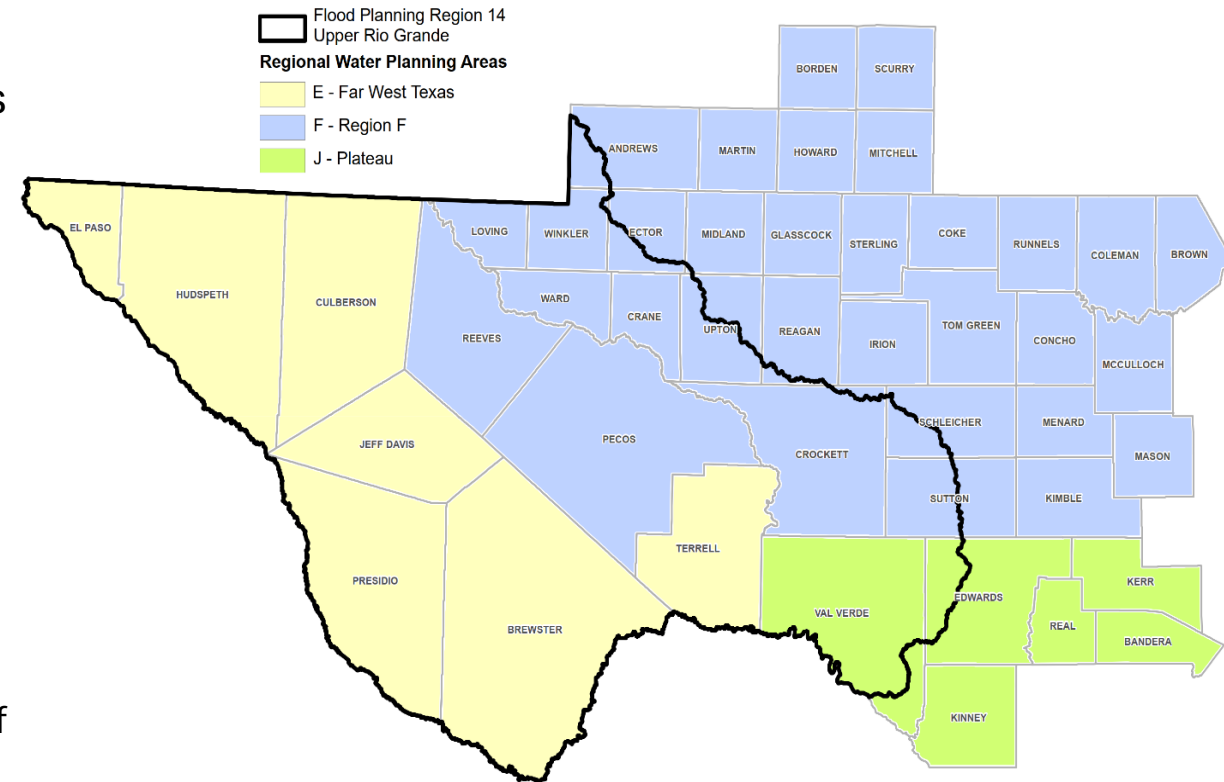 Flood Planning Region 14
Upper Rio Grande
Regional Water Planning Areas
s
E - Far West Texas
F - Region F
J - Plateau
BORDEN
SCURRY
ANDREWS
MARTIN
HOWARD
MITCHELL
EL PASO
HUDSPETH
CULBERSON
LOVING
WINKLER
ECTOR
MIDLAND
GLASSCOCK
STERLING
COKE
RUNNELS
COLEMAN
BROWN
WARD
CRANE
UPTON
REAGAN
IRION
TOM GREEN
CONCHO
MCCULLOCH
REEVES
JEFF DAVIS
PECOS
CROCKETT
SCHLEICHER
MENARD
MASON
SUTTON
KIMBLE
TERRELL
PRESIDIO
BREWSTER
VAL VERDE
EDWARDS
KERR
REAL
BANDERA
KINNEY
f